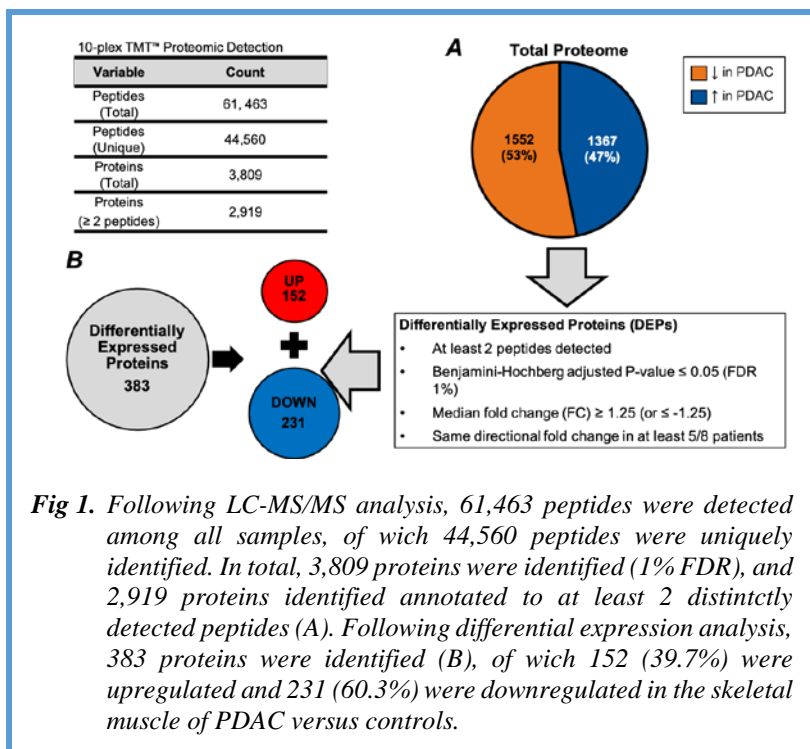 10-plex TMT™ Proteomic Detection
Variable Count
Peptides
(Total)
61, 463
Peptides
(Unique)
44,560
Proteins
(Total)
3,809
Proteins
(≥ 2 peptides)
2,919
A
Total Proteome
↓ in PDAC
↑ in PDAC
1552
(53%)
1367
(47%)
B
Differentially
Expressed
Proteins
383
UP
152
DOWN
231
Differentially Expressed Proteins (DEPs)
• At least 2 peptides detected
• Benjamini-Hochberg adjusted P-value ≤ 0.05 (FDR
1%)
• Median fold change (FC) ≥ 1.25 (or ≤ -1.25)
• Same directional fold change in at least 5/8 patients
Fig 1. Following LC-MS/MS analysis, 61,463 peptides were detected
among all samples, of wich 44,560 peptides were uniquely
identified. In total, 3,809 proteins were identified (1% FDR), and
2,919 proteins identified annotated to at least 2 distintctly
detected peptides (A). Following differential expression analysis,
383 proteins were identified (B), of wich 152 (39.7%) were
upregulated and 231 (60.3%) were downregulated in the skeletal
muscle of PDAC versus controls.